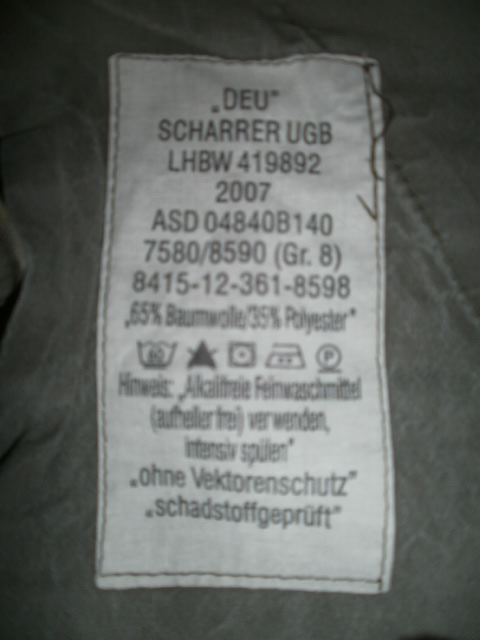 „DEU"
SCHARRER UGB
LHBW 419892
2007
ASD 04840B140
7580/8590 (Gr. 8)
8415-12-361-8598
„65% Baumwolle/35% Polyester"
60 P
Hinweis: „Alkalifreie Feinwaschmittel
(aufheller frei) verwenden,
intensiv spülen"
„ohne Vektorenschutz"
„schadstoffgeprüft"